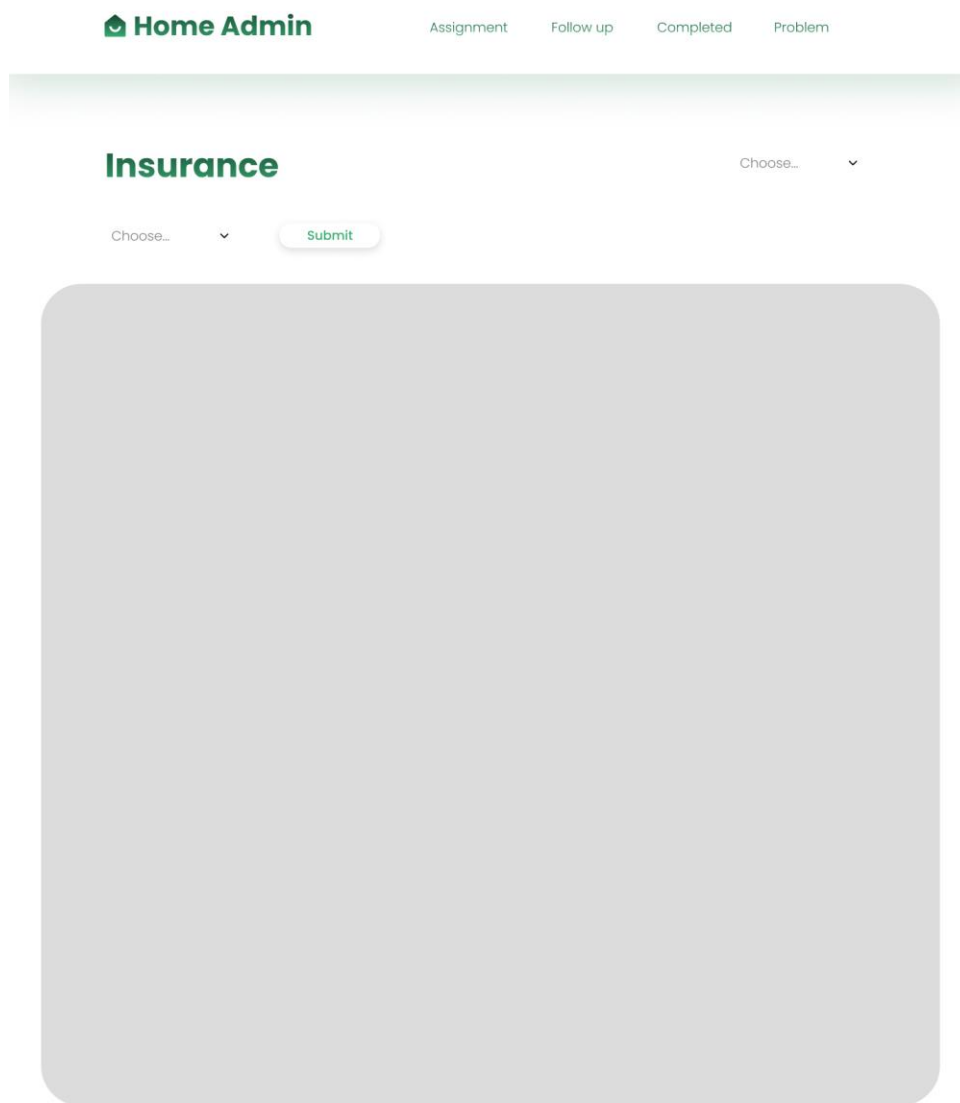 Home Admin Assignment Follow up Completed Problem
Insurance Choose...
Choose... Submit